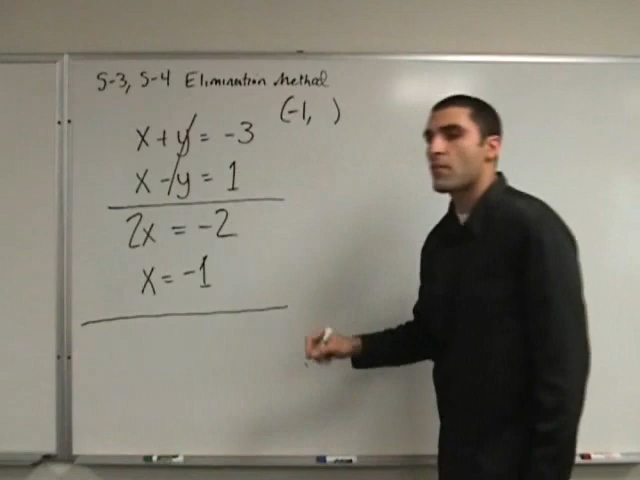 5-3, 5-4 Elimination Method
(-1, )
x + y = -3
x - y = 1
2x = -2
x = -1